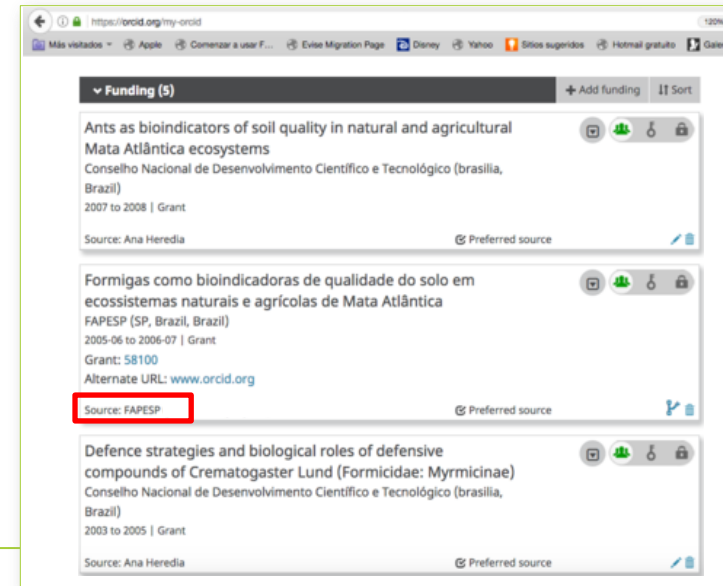 https://orcid.org/my-orcid
120%
Más visitados
Apple
Comenzar a usar F...
Evise Migration Page
Disney
Yahoo
Sitios sugeridos
Hotmail gratuito
Funding (5)
Add funding
Sort
Ants as bioindicators of soil quality in natural and agricultural
Mata Atlântica ecosystems
Conselho Nacional de Desenvolvimento Científico e Tecnológico (brasilia,
Brazil)
2007 to 2008 | Grant
Source: Ana Heredia
Preferred source
Formigas como bioindicadoras de qualidade do solo em
ecossistemas naturais e agrícolas de Mata Atlântica
FAPESP (SP, Brazil, Brazil)
2005-06 to 2006-07 | Grant
Grant: 58100
Alternate URL: www.orcid.org
Source: FAPESP
Preferred source
Defence strategies and biological roles of defensive
compounds of Crematogaster Lund (Formicidae: Myrmicinae)
Conselho Nacional de Desenvolvimento Científico e Tecnológico (brasilia,
Brazil)
2003 to 2005 | Grant
Source: Ana Heredia
Preferred source